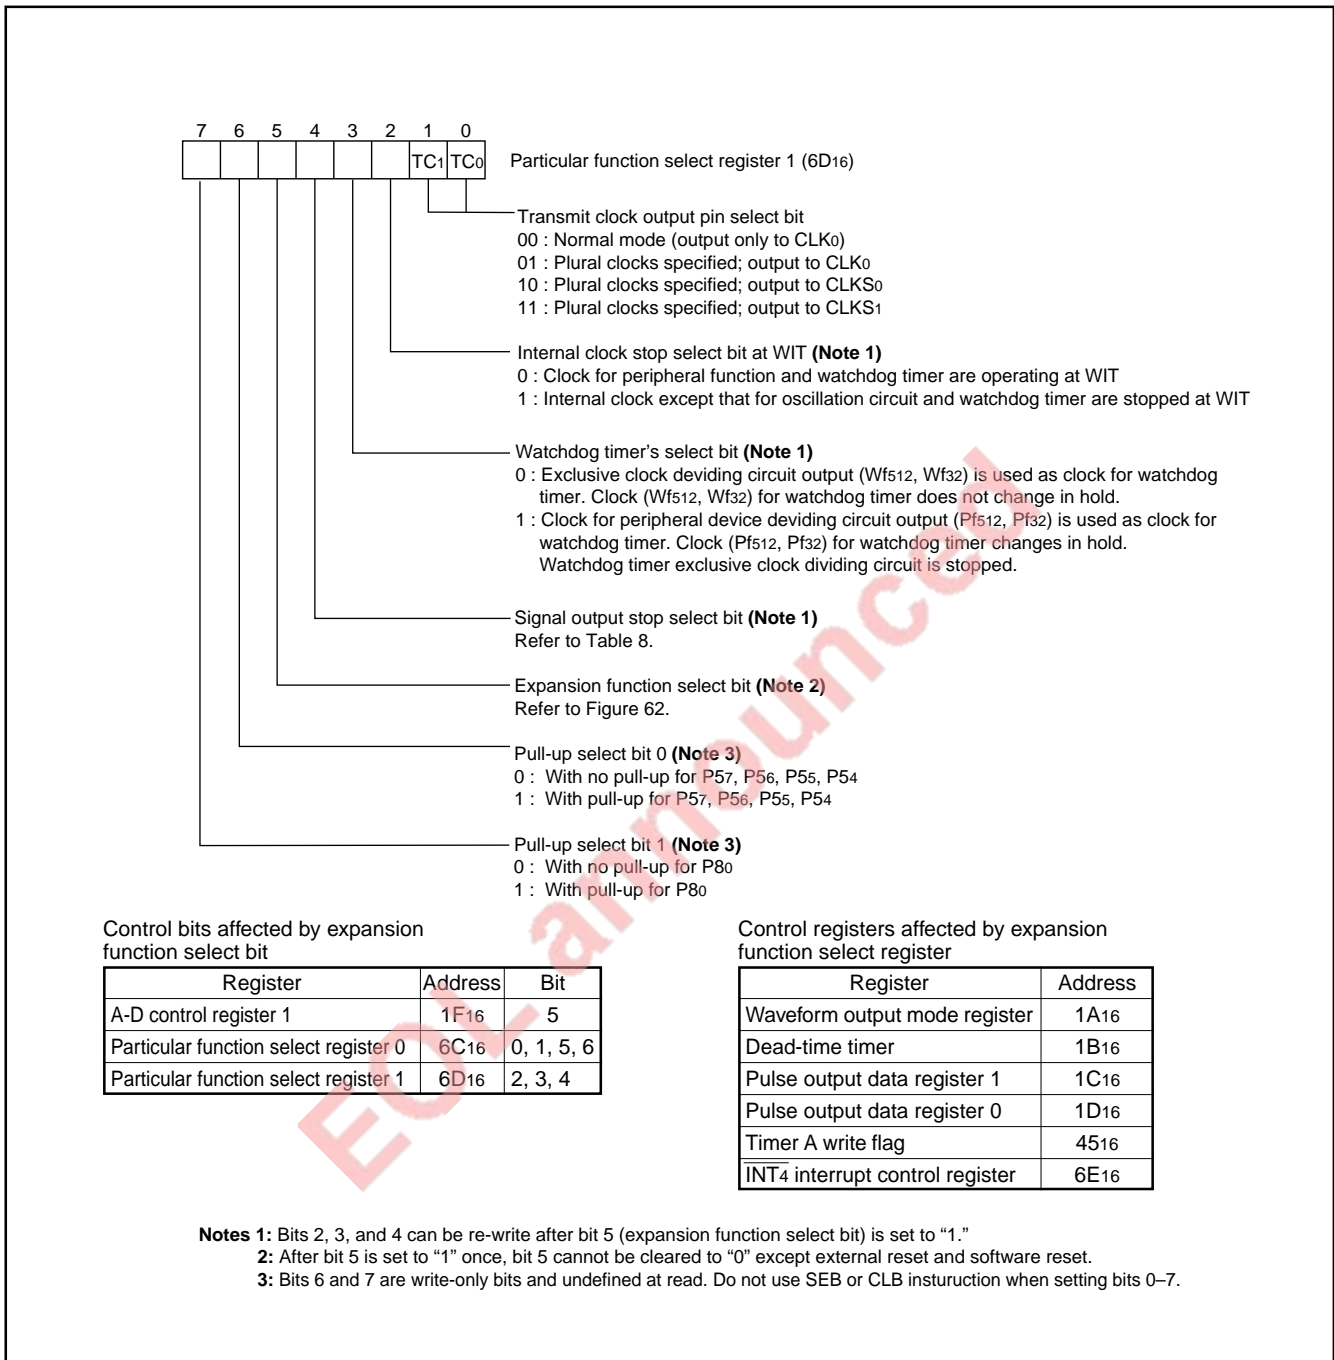 7 6 5 4 3 2 1 0
TC1 TC0 Particular function select register 1 (6D16)
Transmit clock output pin select bit
00 : Normal mode (output only to CLK0)
01 : Plural clocks specified; output to CLK0
10 : Plural clocks specified; output to CLKS0
11 : Plural clocks specified; output to CLKS1
Internal clock stop select bit at WIT (Note 1)
0 : Clock for peripheral function and watchdog timer are operating at WIT
1 : Internal clock except that for oscillation circuit and watchdog timer are stopped at WIT
Watchdog timer's select bit (Note 1)
0 : Exclusive clock deviding circuit output (Wf512, Wf32) is used as clock for watchdog
timer. Clock (Wf512, Wf32) for watchdog timer does not change in hold.
1 : Clock for peripheral device deviding circuit output (Pf512, Pf32) is used as clock for
watchdog timer. Clock (Pf512, Pf32) for watchdog timer changes in hold.
Watchdog timer exclusive clock dividing circuit is stopped.
Signal output stop select bit (Note 1)
Refer to Table 8.
Expansion function select bit (Note 2)
Refer to Figure 62.
Pull-up select bit 0 (Note 3)
0 : With no pull-up for P57, P56, P55, P54
1 : With pull-up for P57, P56, P55, P54
Pull-up select bit 1 (Note 3)
0 : With no pull-up for P80
1 : With pull-up for P80
Control bits affected by expansion
function select bit
Register Address Bit
A-D control register 1 1F16 5
Particular function select register 0 6C16 0, 1, 5, 6
Particular function select register 1 6D16 2, 3, 4
Control registers affected by expansion
function select register
Register Address
Waveform output mode register 1A16
Dead-time timer 1B16
Pulse output data register 1 1C16
Pulse output data register 0 1D16
Timer A write flag 4516
INT4 interrupt control register 6E16
Notes 1: Bits 2, 3, and 4 can be re-write after bit 5 (expansion function select bit) is set to “1.”
2: After bit 5 is set to “1” once, bit 5 cannot be cleared to “0” except external reset and software reset.
3: Bits 6 and 7 are write-only bits and undefined at read. Do not use SEB or CLB insturuction when setting bits 0–7.
EOL announced